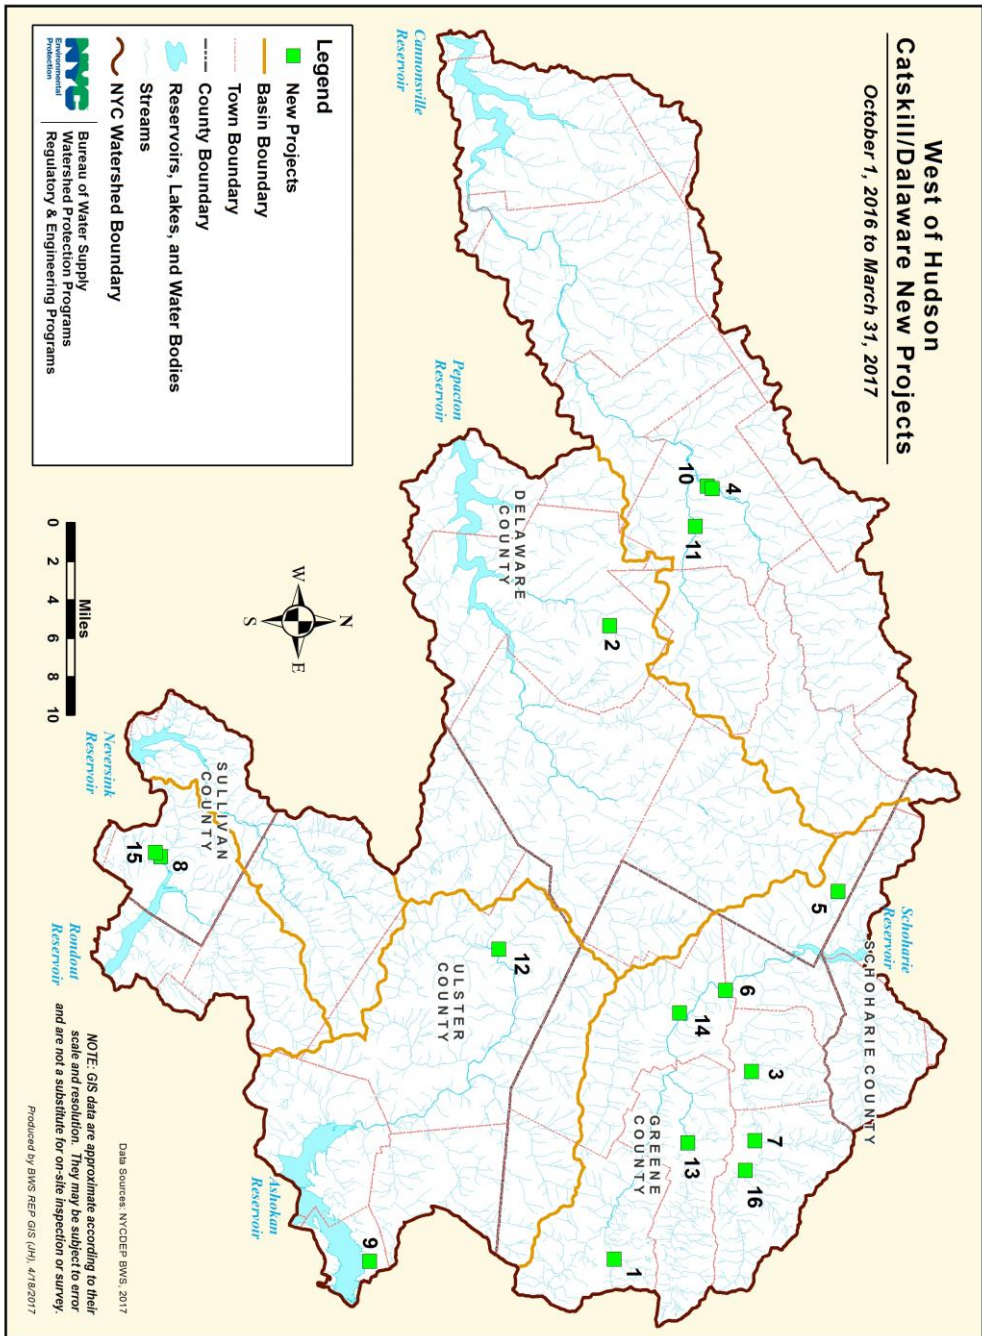 West of Hudson
Catskill/Dalaware New Projects
October 1, 2016 to March 31, 2017
Cannonsville
Reservoir
Pepacton
Reservoir
DELAWARE
COUNTY
10
4
11
2
5
Schoharie
Reservoir
SCHOHARIE COUNTY
6
14
3
7
16
13
GREENE
COUNTY
1
12
ULSTER
COUNTY
9
Ashokan
Reservoir
SULLIVAN
COUNTY
Neversink
Reservoir
15
8
Rondout
Reservoir
Legend
New Projects
Basin Boundary
Town Boundary
County Boundary
Reservoirs, Lakes, and Water Bodies
Streams
NYC Watershed Boundary
NYC
Environmental
Protection
Bureau of Water Supply
Watershed Protection Programs
Regulatory & Engineering Programs
N
W
E
S
0 2 4 6 8 10
Miles
Data Sources: NYCDEP BWS, 2017
NOTE: GIS data are approximate according to their
scale and resolution. They may be subject to error
and are not a substitute for on-site inspection or survey.
Produced by BWS REP GIS (JH), 4/18/2017